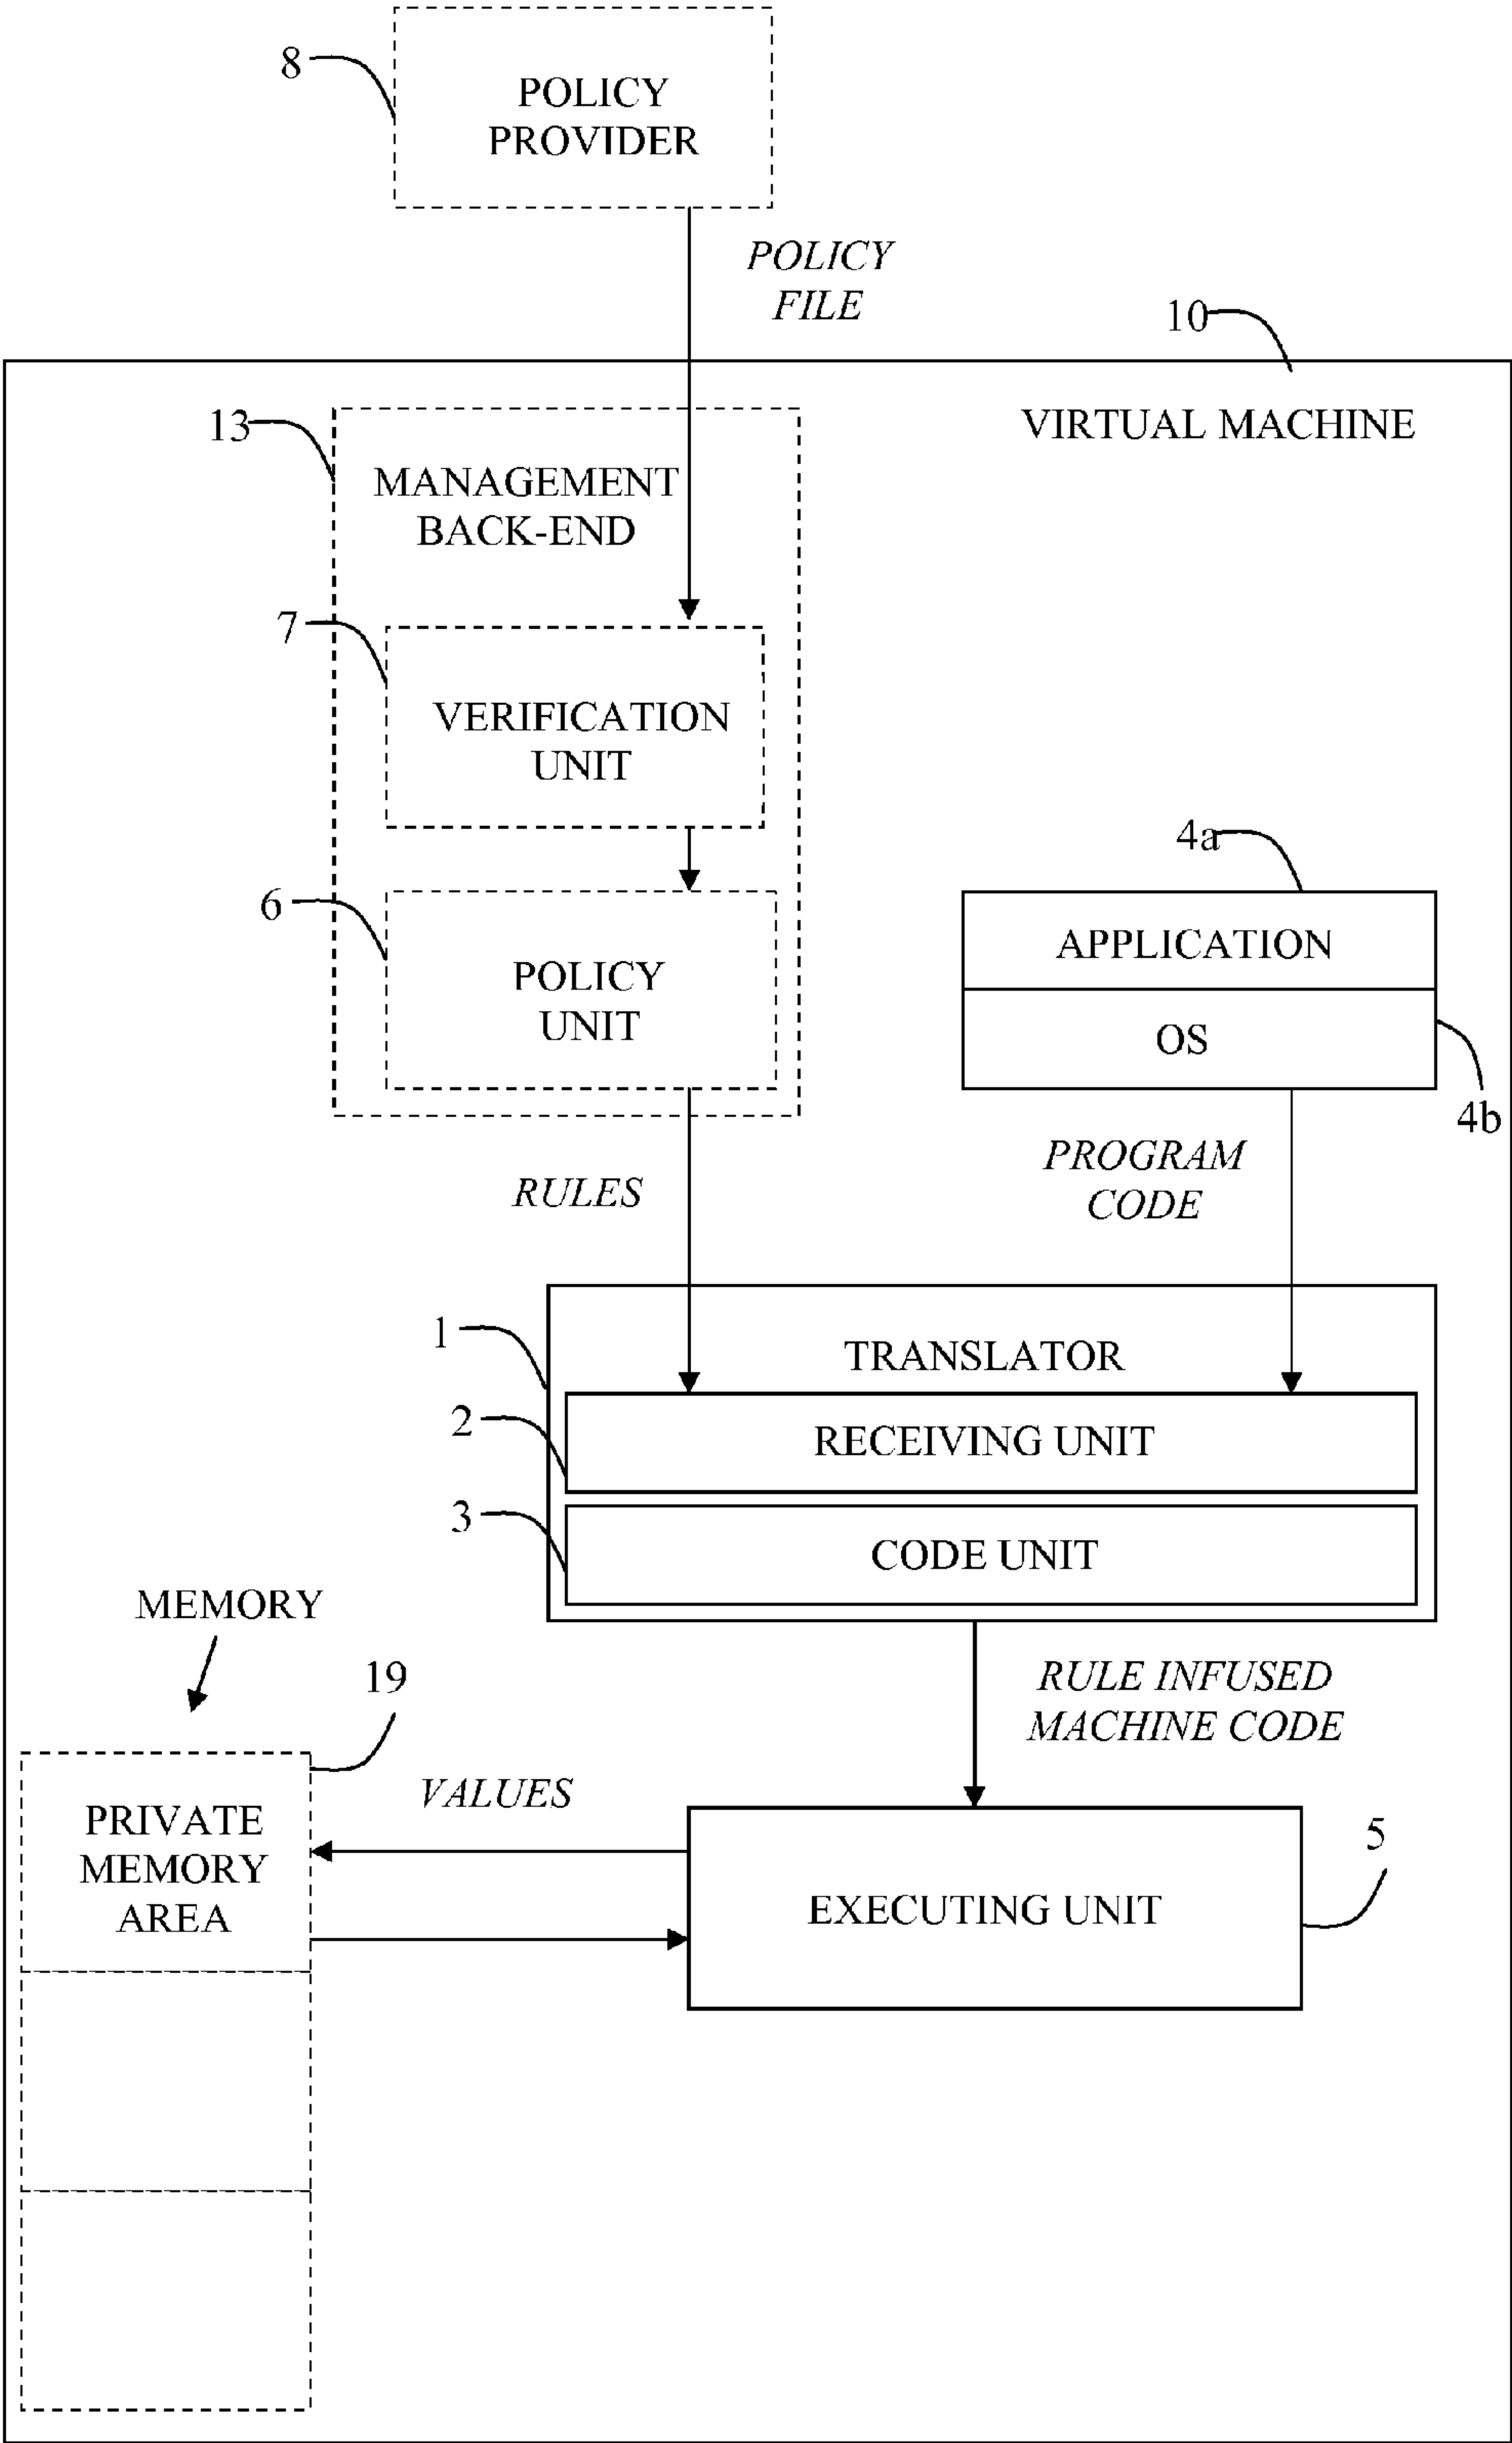 8
POLICY
PROVIDER
POLICY
FILE
10
13
VIRTUAL MACHINE
MANAGEMENT
BACK-END
7
VERIFICATION
UNIT
4a
6
APPLICATION
POLICY
UNIT
OS
4b
PROGRAM
CODE
RULES
1
TRANSLATOR
2
RECEIVING UNIT
3
CODE UNIT
MEMORY
19
RULE INFUSED
MACHINE CODE
VALUES
PRIVATE
MEMORY
AREA
5
EXECUTING UNIT